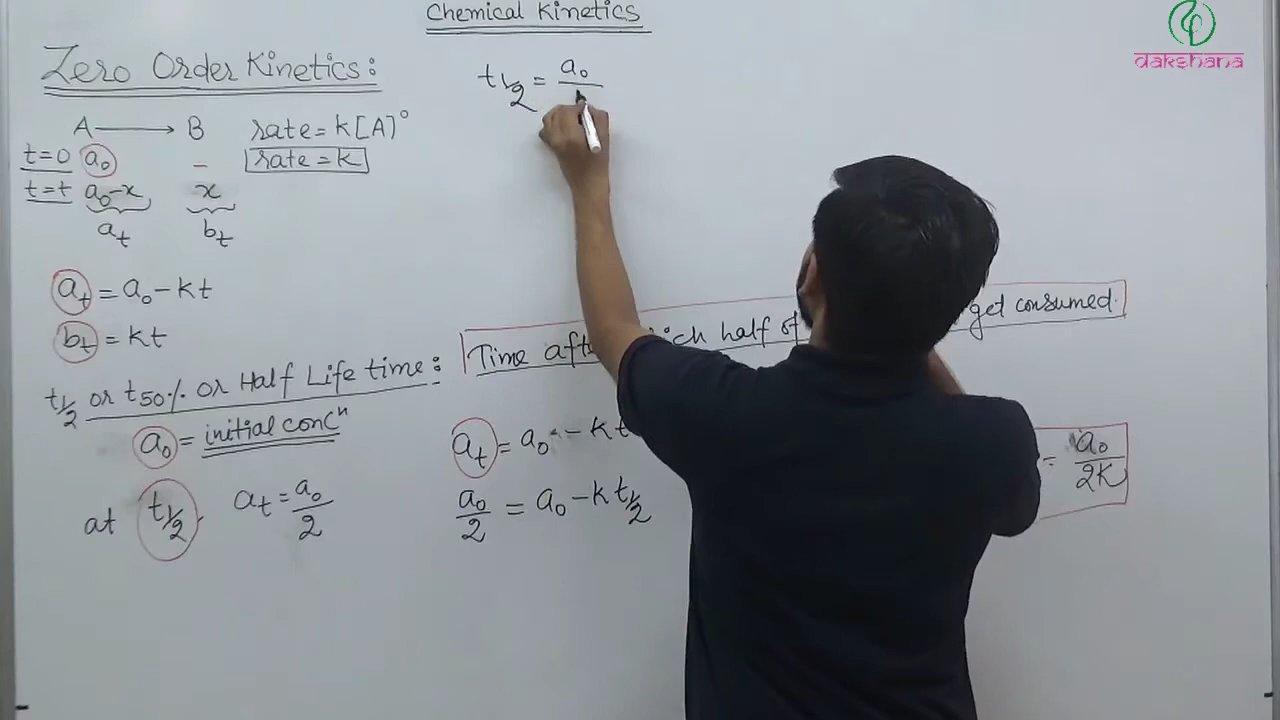 Chemical Kinetics
dakshana
Zero Order Kinetics:
A → B rate = k[A]⁰
t=0 a₀ – rate = k
t=t a₀-x x
aₜ bₜ
aₜ = a₀ - kt
bₜ = kt
t½ or t50% or Half Life time:
a₀ = initial concⁿ
at t½ aₜ = a₀/2
t½ = a₀
Time which half of get consumed.
aₜ = a₀ - kt
a₀/2 = a₀ - k t½
= a₀/2K